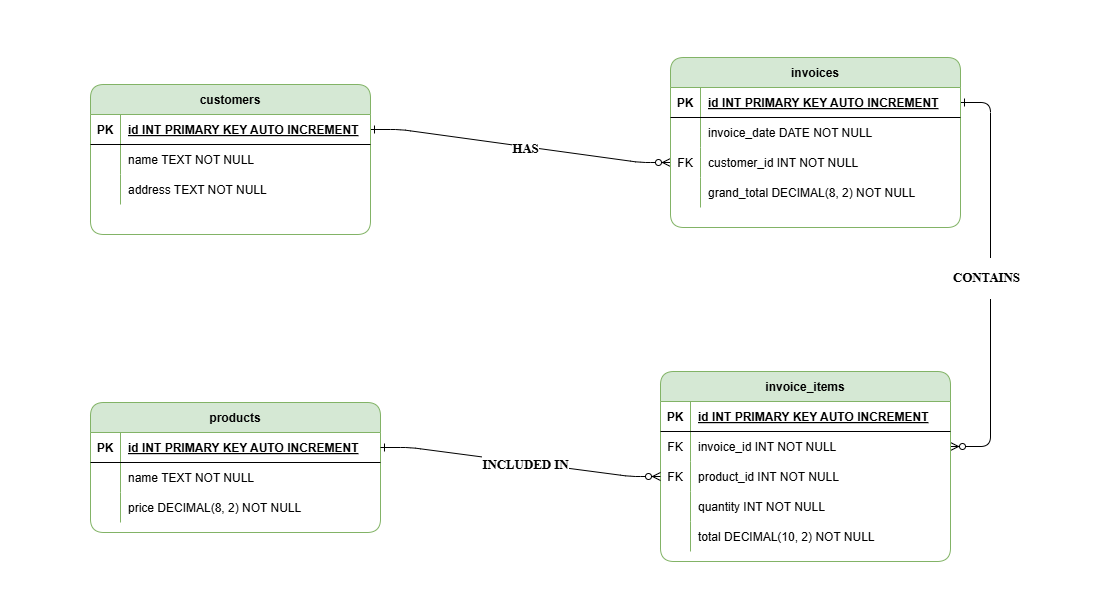 customers
PK id INT PRIMARY KEY AUTO INCREMENT
name TEXT NOT NULL
address TEXT NOT NULL
HAS
invoices
PK id INT PRIMARY KEY AUTO INCREMENT
invoice_date DATE NOT NULL
FK customer_id INT NOT NULL
grand_total DECIMAL(8, 2) NOT NULL
CONTAINS
products
PK id INT PRIMARY KEY AUTO INCREMENT
name TEXT NOT NULL
price DECIMAL(8, 2) NOT NULL
INCLUDED IN
invoice_items
PK id INT PRIMARY KEY AUTO INCREMENT
FK invoice_id INT NOT NULL
FK product_id INT NOT NULL
quantity INT NOT NULL
total DECIMAL(10, 2) NOT NULL